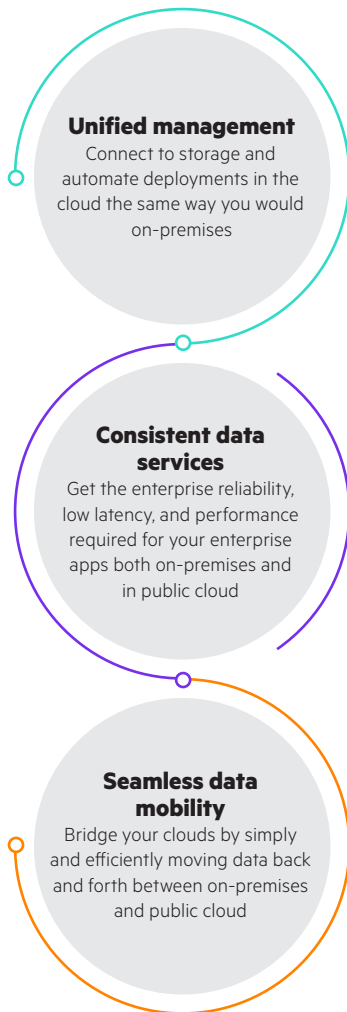 Unified management
Connect to storage and
automate deployments in the
cloud the same way you would
on-premises
Consistent data
services
Get the enterprise reliability,
low latency, and performance
required for your enterprise
apps both on-premises and
in public cloud
Seamless data
mobility
Bridge your clouds by simply
and efficiently moving data back
and forth between on-premises
and public cloud